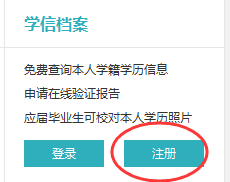 学信档案
免费查询本人学籍学历信息
申请在线验证报告
应届毕业生可校对本人学历照片
登录 注册